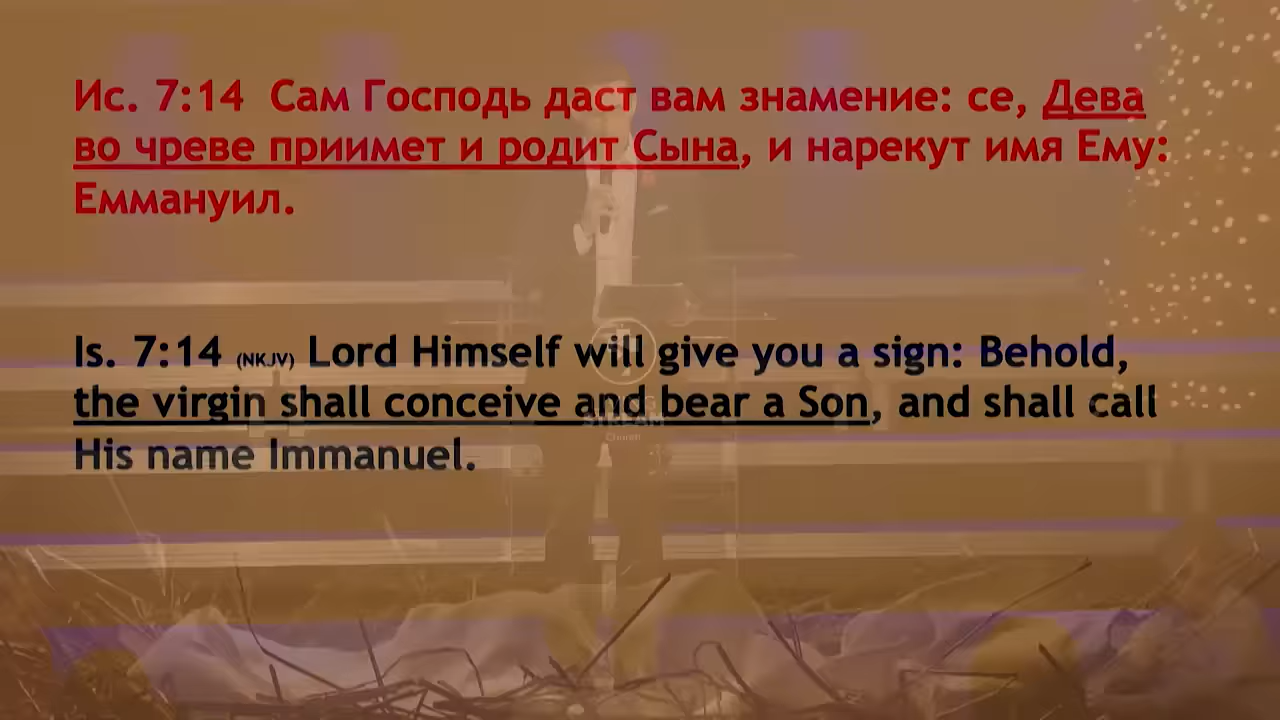 Ис. 7:14 Сам Господь даст вам знамение: се, Дева
во чреве приимет и родит Сына, и нарекут имя Ему:
Еммануил.
Is. 7:14 (NKJV) Lord Himself will give you a sign: Behold,
the virgin shall conceive and bear a Son, and shall call
His name Immanuel.
STREAM
Church